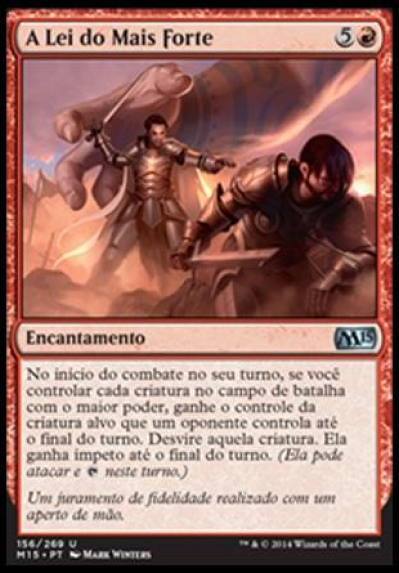 A Lei do Mais Forte 5
Encantamento M15
No início do combate no seu turno, se você
controlar cada criatura no campo de batalha
com o maior poder, ganhe o controle da
criatura alvo que um oponente controla até
o final do turno. Desvire aquela criatura. Ela
ganha ímpeto até o final do turno. (Ela pode
atacar e neste turno.)
Um juramento de fidelidade realizado com um
aperto de mão.
156/269 U
M15 • PT Mark Winters
™ & © 2014 Wizards of the Coast